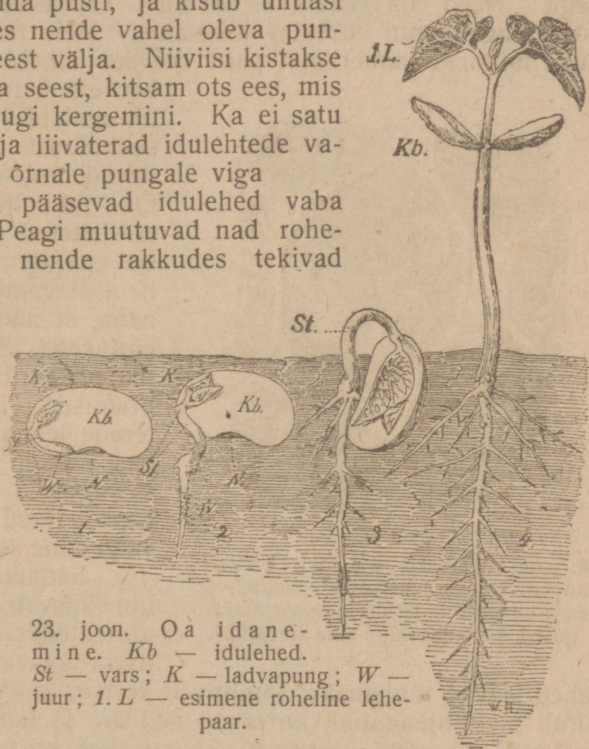 nda püsti, ja kisub ühtlasi
es nende vahel oleva pun-
eest välja. Niiviisi kistakse
a seest, kitsam ots ees, mis
ugi kergemini. Ka ei satu
ja liivaterad idulehtede va-
õrnale pungale viga
pääsevad idulehed vaba
Peagi muutuvad nad rohe-
nende rakkudes tekivad
1. L.
Kb.
St.
K.
Kb.
W.
N.
1.
K
Kb.
St.
N.
W.
2.
3
4.
23. joon. Oa idane-
mine. Kb — idulehed.
St — vars; K — ladvapung; W —
juur; 1. L — esimene roheline lehe-
paar.